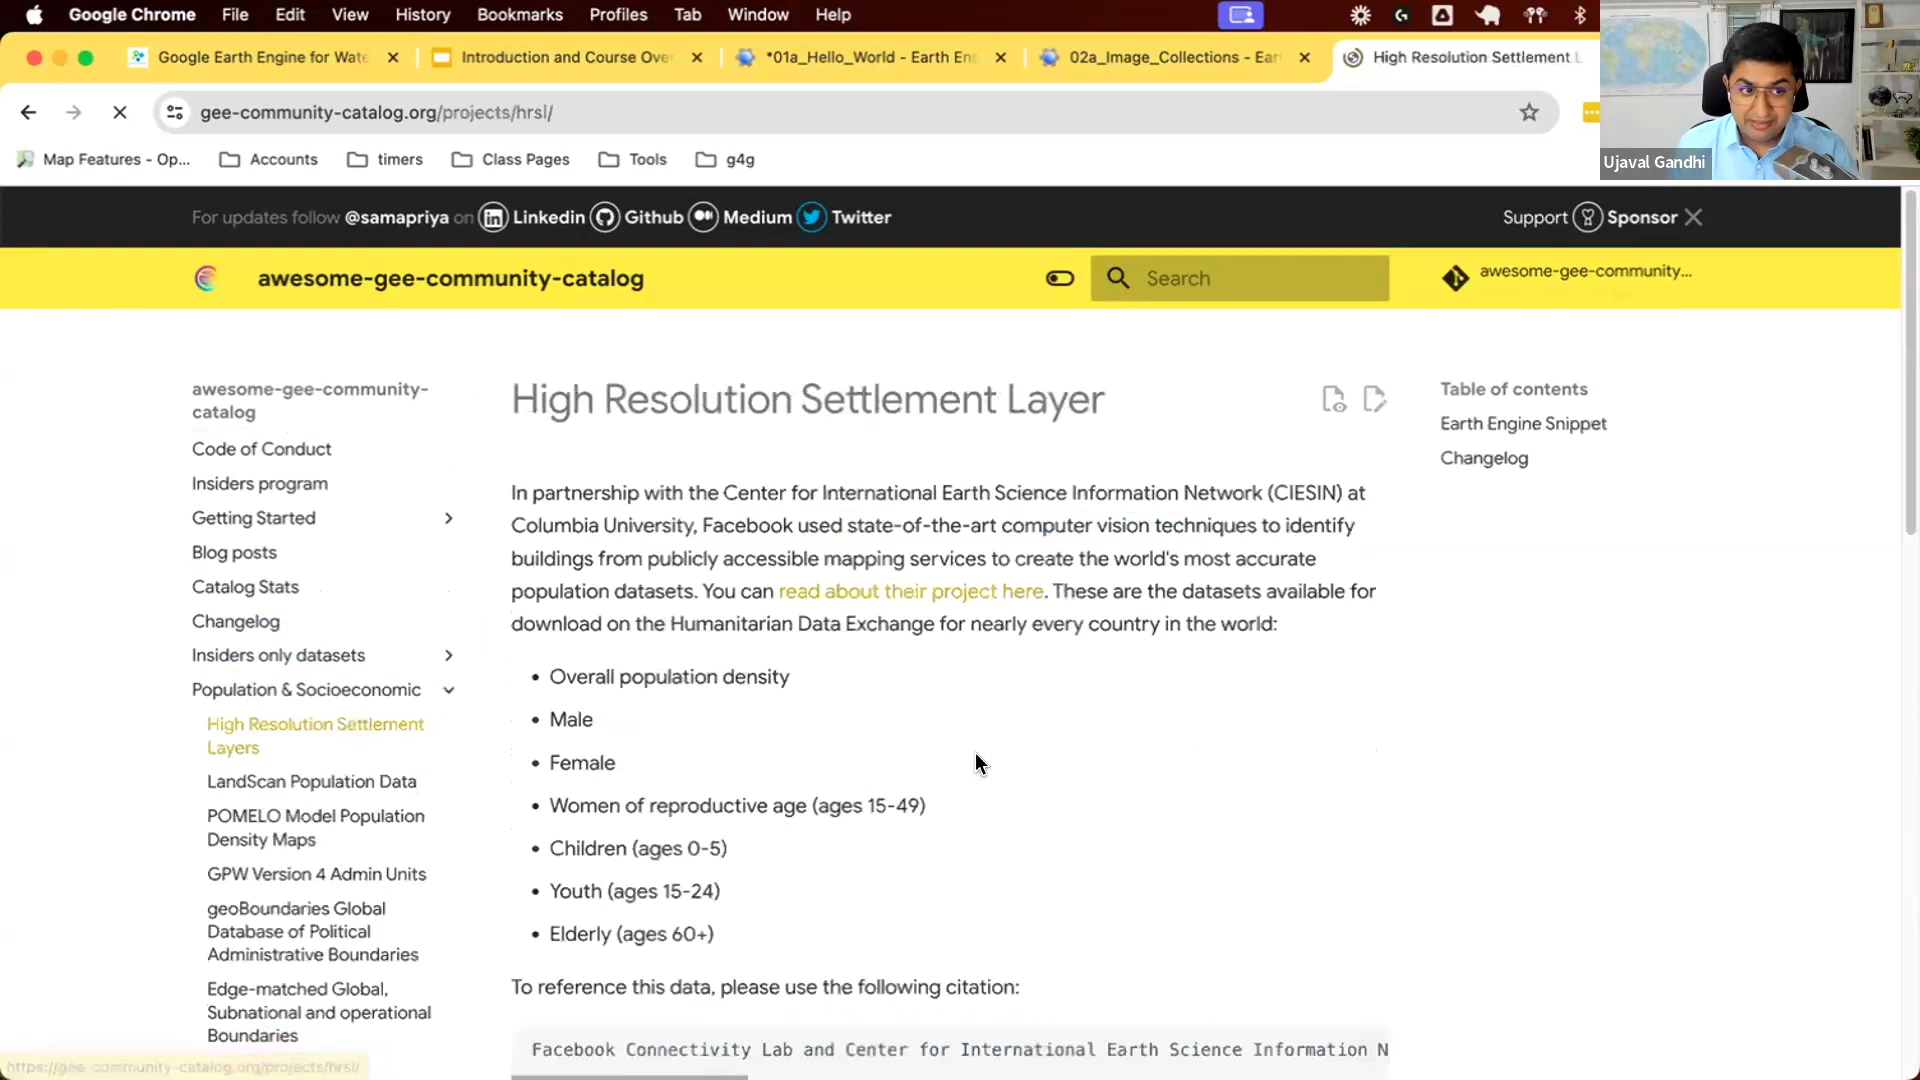 Google Chrome File Edit View History Bookmarks Profiles Tab Window Help
Google Earth Engine for Wate
Introduction and Course Ove
*01a_Hello_World - Earth En
02a_Image_Collections - Ear
High Resolution Settlement L
gee-community-catalog.org/projects/hrsl/
Map Features - Op...
Accounts
timers
Class Pages
Tools
g4g
Ujaval Gandhi
For updates follow @samapriya on Linkedin Github Medium Twitter
Support Sponsor
awesome-gee-community-catalog
Search
awesome-gee-community...
awesome-gee-community-
catalog
Code of Conduct
Insiders program
Getting Started
Blog posts
Catalog Stats
Changelog
Insiders only datasets
Population & Socioeconomic
High Resolution Settlement
Layers
LandScan Population Data
POMELO Model Population
Density Maps
GPW Version 4 Admin Units
geoBoundaries Global
Database of Political
Administrative Boundaries
Edge-matched Global,
Subnational and operational
Boundaries
High Resolution Settlement Layer
In partnership with the Center for International Earth Science Information Network (CIESIN) at
Columbia University, Facebook used state-of-the-art computer vision techniques to identify
buildings from publicly accessible mapping services to create the world's most accurate
population datasets. You can read about their project here. These are the datasets available for
download on the Humanitarian Data Exchange for nearly every country in the world:
• Overall population density
• Male
• Female
• Women of reproductive age (ages 15-49)
• Children (ages 0-5)
• Youth (ages 15-24)
• Elderly (ages 60+)
To reference this data, please use the following citation:
Facebook Connectivity Lab and Center for International Earth Science Information N
Table of contents
Earth Engine Snippet
Changelog
https://gee-community-catalog.org/projects/hrsl/